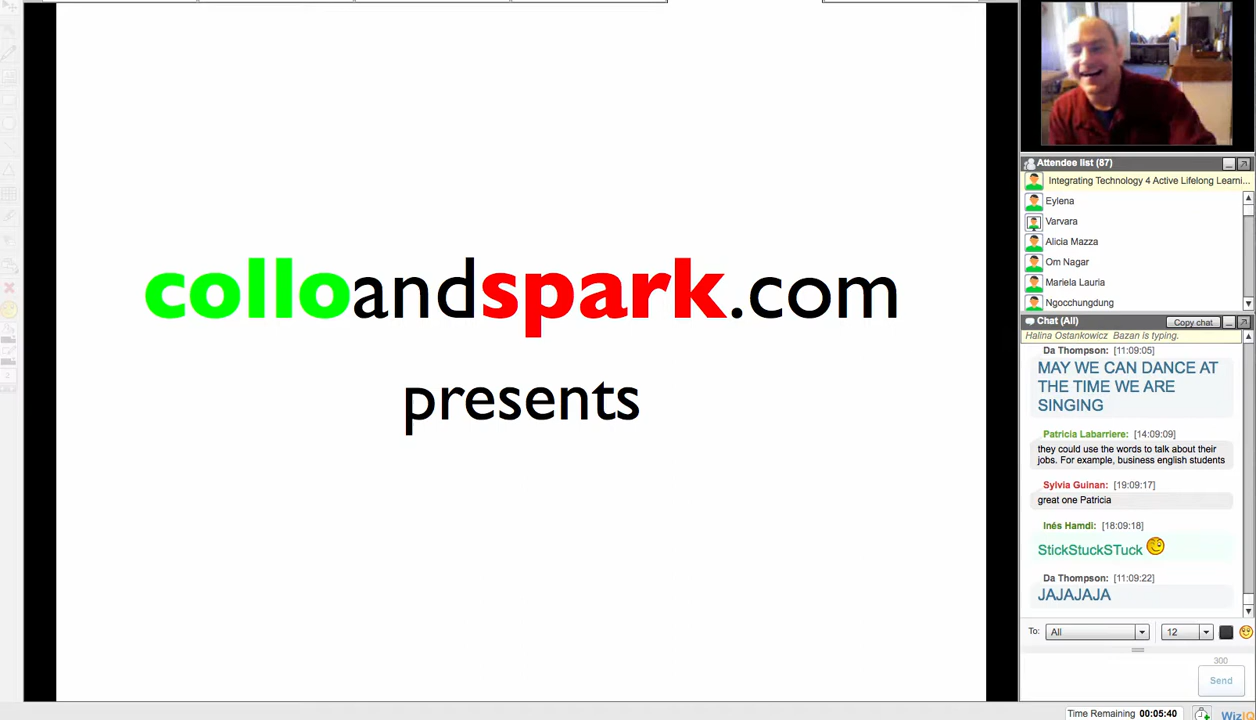 colloandspark.com
presents
Attendee list (87)
Integrating Technology 4 Active Lifelong Learni...
Eylena
Varvara
Alicia Mazza
Om Nagar
Mariela Lauria
Ngocchungdung
Chat (All)
Copy chat
Halina Ostankowicz Bazan is typing.
Da Thompson: [11:09:05]
MAY WE CAN DANCE AT
THE TIME WE ARE
SINGING
Patricia Labarriere: [14:09:09]
they could use the words to talk about their
jobs. For example, business english students
Sylvia Guinan: [19:09:17]
great one Patricia
Inés Hamdi: [18:09:18]
StickStuckSTuck
Da Thompson: [11:09:22]
JAJAJAJA
To: All 12
300
Send
Time Remaining 00:05:40
WizIQ